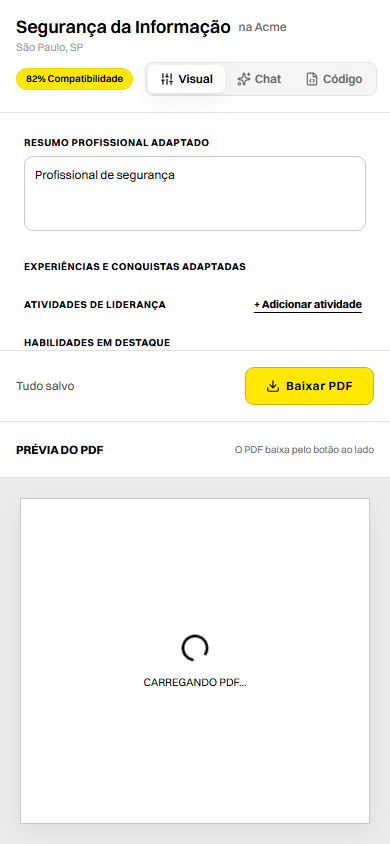 Segurança da Informação na Acme
São Paulo, SP
82% Compatibilidade
Visual
Chat
Código
RESUMO PROFISSIONAL ADAPTADO
Profissional de segurança
EXPERIÊNCIAS E CONQUISTAS ADAPTADAS
ATIVIDADES DE LIDERANÇA
+ Adicionar atividade
HABILIDADES EM DESTAQUE
Tudo salvo
Baixar PDF
PRÉVIA DO PDF
O PDF baixa pelo botão ao lado
CARREGANDO PDF...